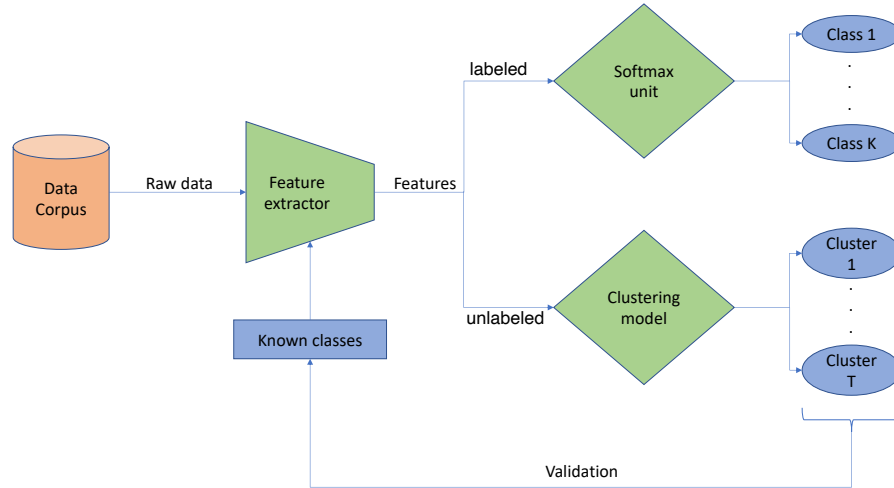 Data
Corpus
Raw data
Feature
extractor
Features
Known classes
labeled
Softmax
unit
Class 1
Class K
unlabeled
Clustering
model
Cluster
1
Cluster
T
Validation